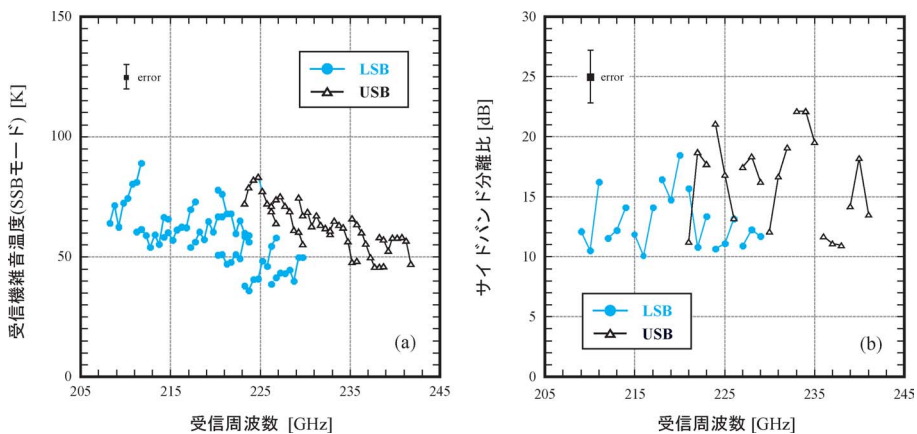 受信機雑音温度(SSBモード) [K]
150
100
50
0
error
LSB
USB
(a)
205 215 225 235 245
受信周波数 [GHz]
サイドバンド分離比 [dB]
30
25
20
15
10
5
0
error
LSB
USB
(b)
205 215 225 235 245
受信周波数 [GHz]